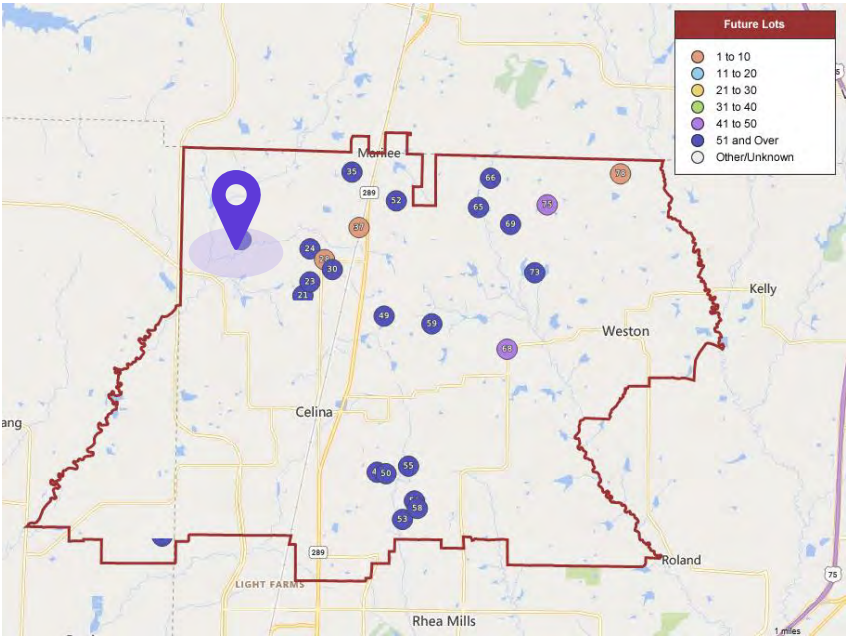 Future Lots
1 to 10
11 to 20
21 to 30
31 to 40
41 to 50
51 and Over
Other/Unknown
Marilee
35
66
78
289
52
65
75
37
69
24
30
73
23
21
Kelly
49
59
Weston
68
Celina
ang
55
50
58
53
289
Roland
75
LIGHT FARMS
Rhea Mills
1 miles